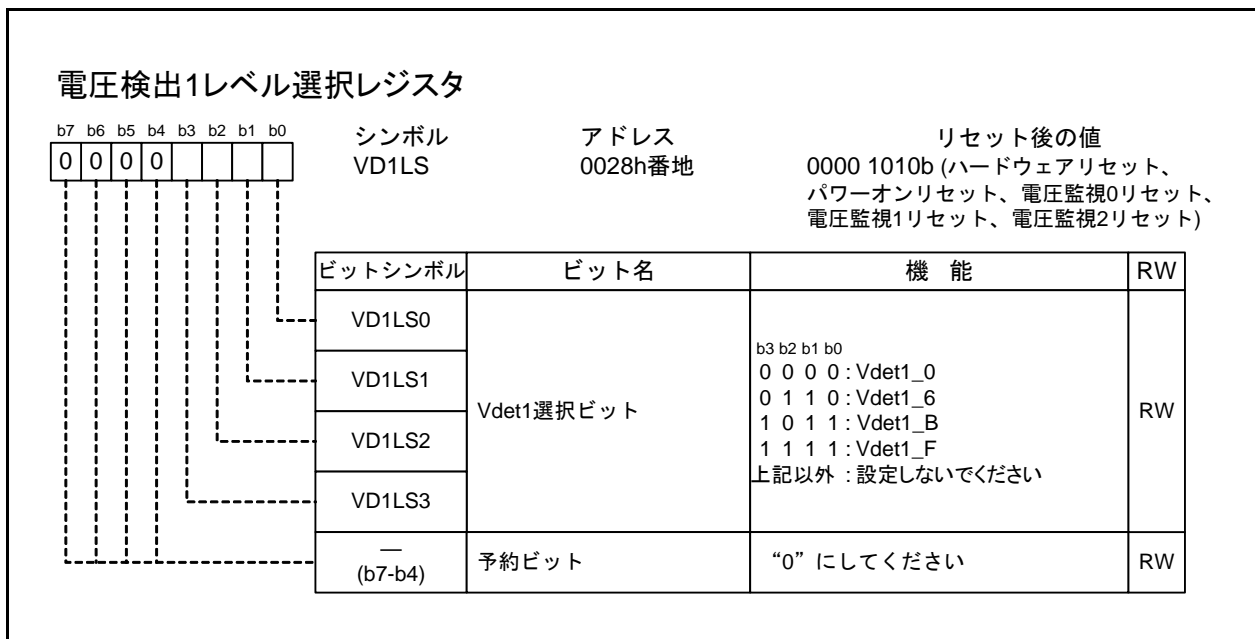 電圧検出1レベル選択レジスタ
b7 b6 b5 b4 b3 b2 b1 b0
0 0 0 0
シンボル
VD1LS
アドレス
0028h番地
リセット後の値
0000 1010b (ハードウェアリセット、
パワーオンリセット、電圧監視0リセット、
電圧監視1リセット、電圧監視2リセット)
ビットシンボル ビット名 機 能 RW
VD1LS0
VD1LS1
VD1LS2
VD1LS3
Vdet1選択ビット
b3 b2 b1 b0
0 0 0 0 : Vdet1_0
0 1 1 0 : Vdet1_6
1 0 1 1 : Vdet1_B
1 1 1 1 : Vdet1_F
上記以外 : 設定しないでください
RW
—
(b7-b4)
予約ビット
“0” にしてください
RW